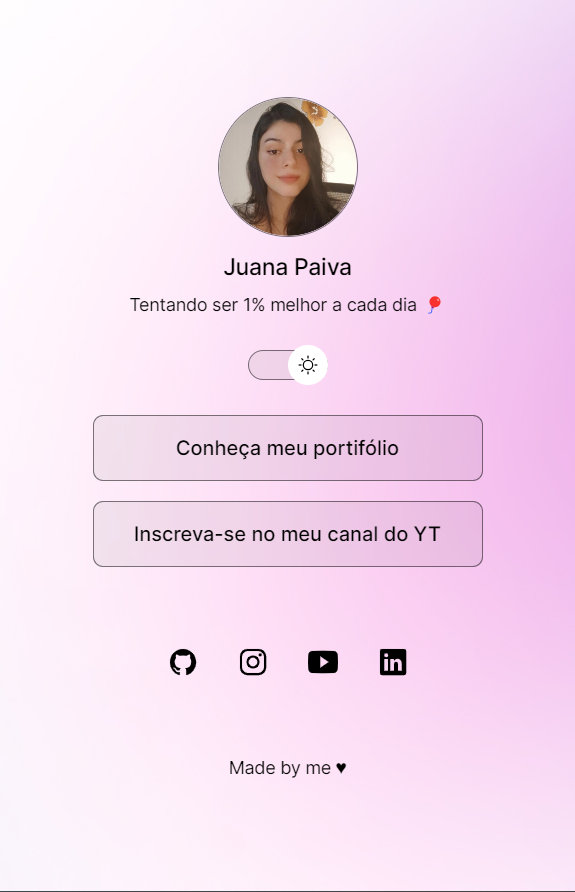 Juana Paiva
Tentando ser 1% melhor a cada dia 🎈
Conheça meu portifólio
Inscreva-se no meu canal do YT
in
Made by me ♥